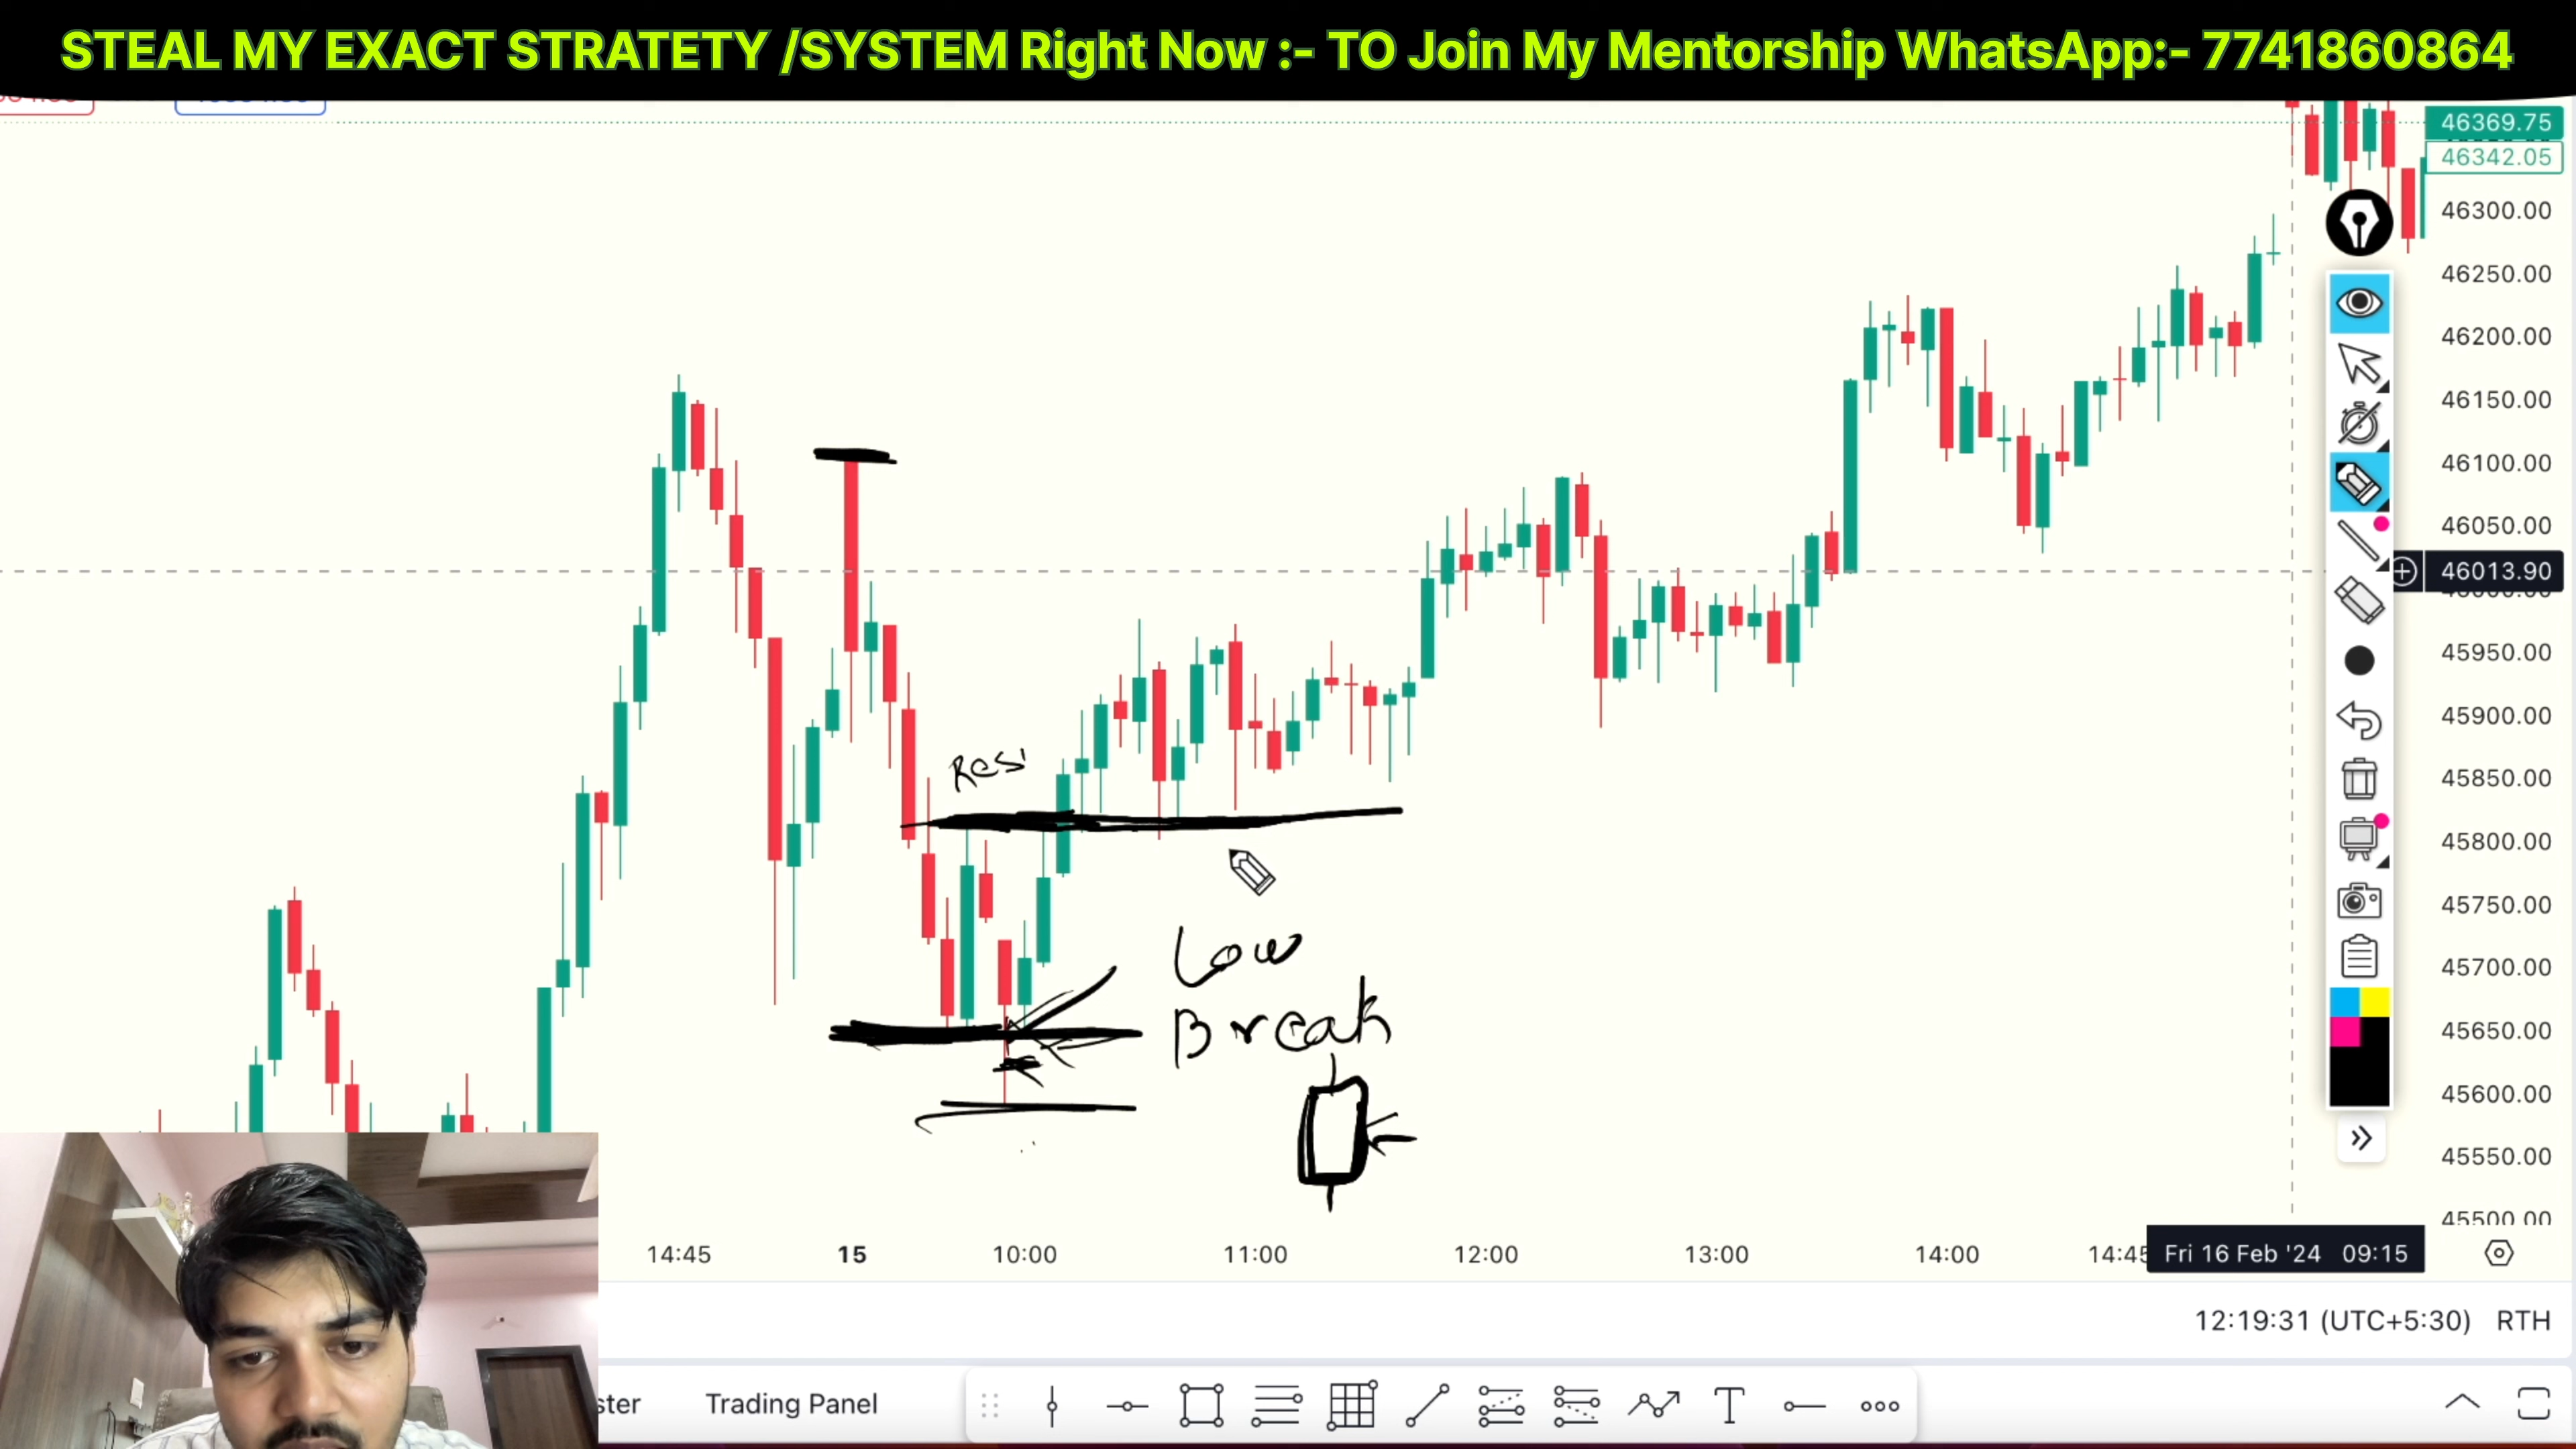 STEAL MY EXACT STRATETY /SYSTEM Right Now :- TO Join My Mentorship WhatsApp:- 7741860864
46369.75
46342.05
46300.00
46250.00
46200.00
46150.00
46100.00
46050.00
46013.90
45950.00
45900.00
45850.00
45800.00
45750.00
45700.00
45650.00
45600.00
45550.00
45500.00
Res
Low
Break
14:45 15 10:00 11:00 12:00 13:00 14:00 14:45 Fri 16 Feb '24 09:15
12:19:31 (UTC+5:30) RTH
ster Trading Panel